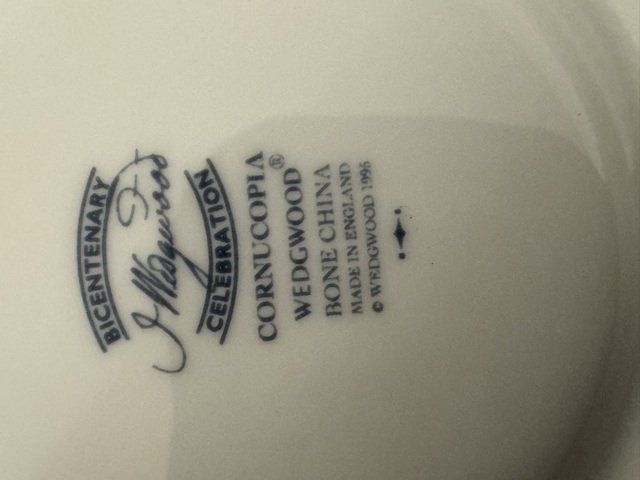 BICENTENARY
J Wedgwood
CELEBRATION
CORNUCOPIA
WEDGWOOD®
BONE CHINA
MADE IN ENGLAND
© WEDGWOOD 1995